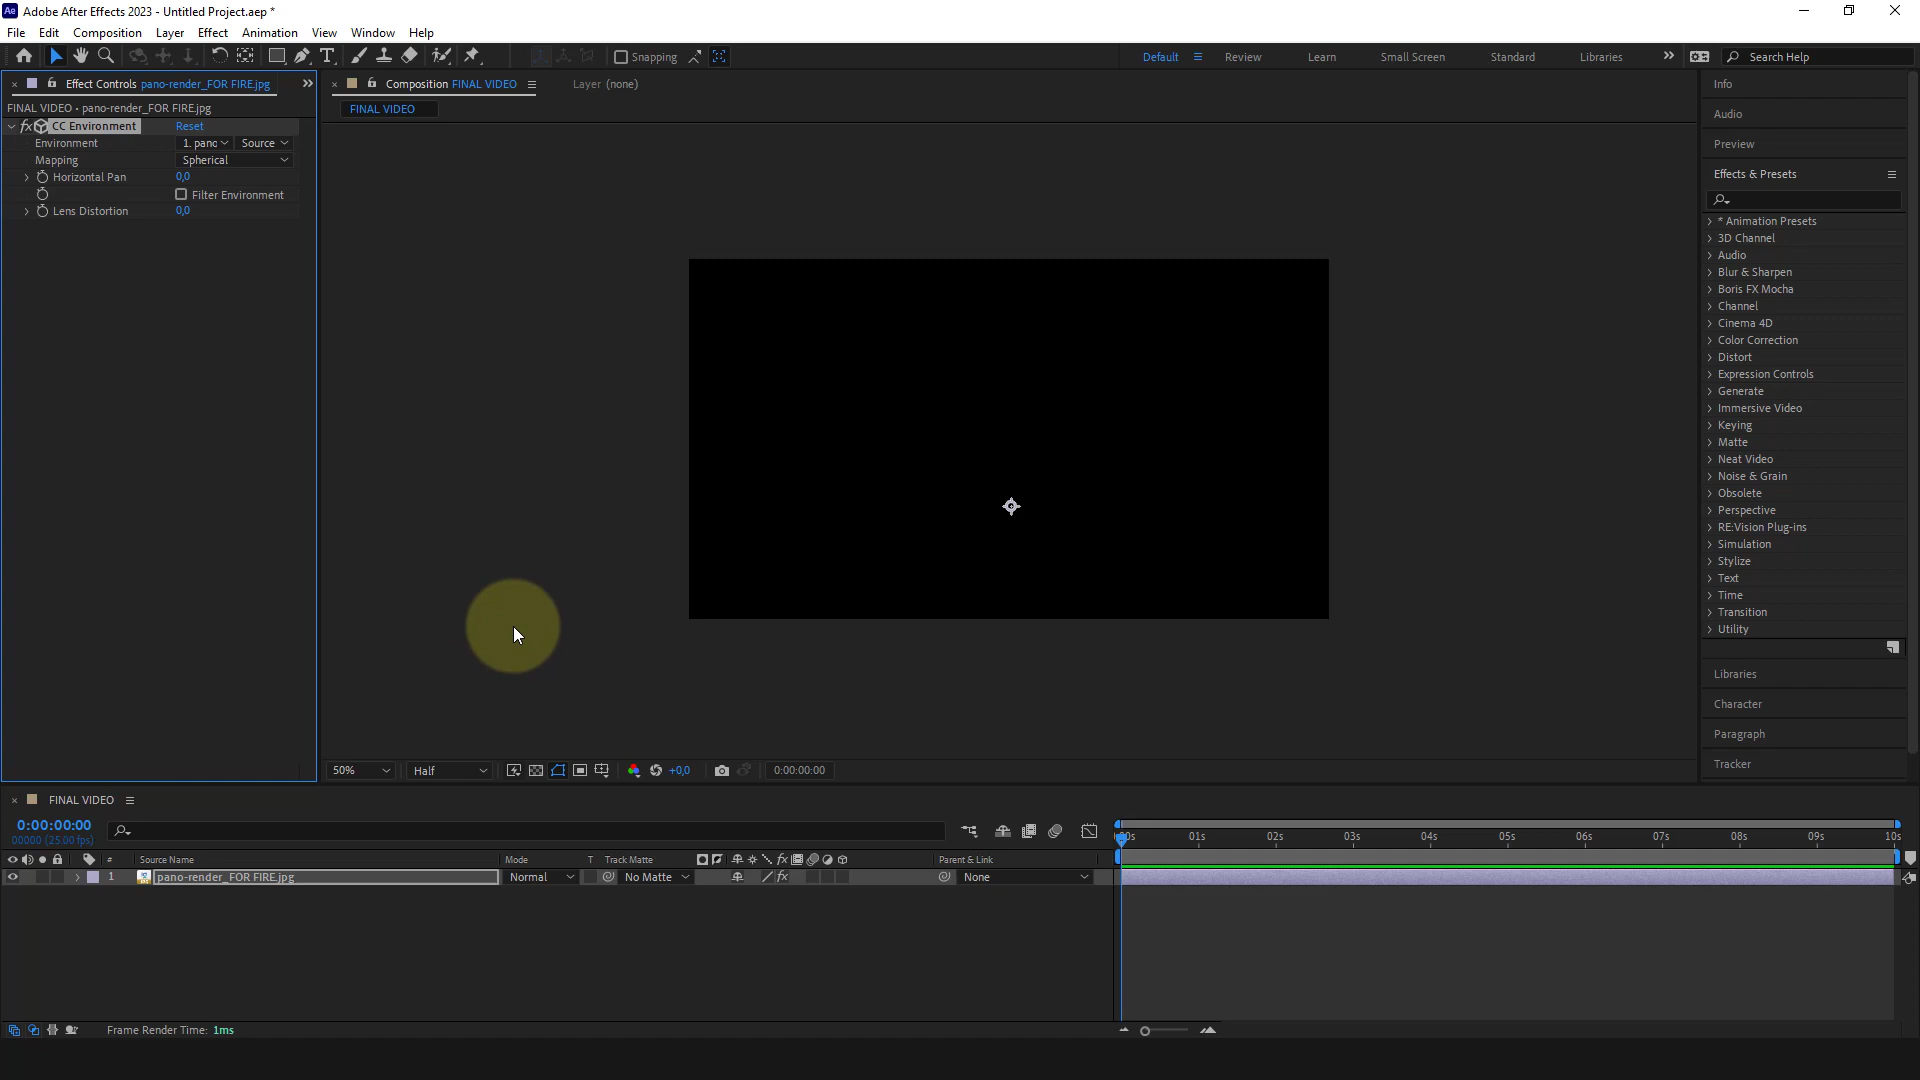 Ae Adobe After Effects 2023 - Untitled Project.aep *
File Edit Composition Layer Effect Animation View Window Help
Snapping Default Review Learn Small Screen Standard Libraries Search Help
Effect Controls pano-render_FOR FIRE.jpg
FINAL VIDEO • pano-render_FOR FIRE.jpg
fx CC Environment Reset
Environment 1. panc Source
Mapping Spherical
Horizontal Pan 0,0
Filter Environment
Lens Distortion 0,0
Composition FINAL VIDEO Layer (none)
FINAL VIDEO
50% Half +0,0 0:00:00:00
Info
Audio
Preview
Effects & Presets
* Animation Presets
3D Channel
Audio
Blur & Sharpen
Boris FX Mocha
Channel
Cinema 4D
Color Correction
Distort
Expression Controls
Generate
Immersive Video
Keying
Matte
Neat Video
Noise & Grain
Obsolete
Perspective
RE:Vision Plug-ins
Simulation
Stylize
Text
Time
Transition
Utility
Libraries
Character
Paragraph
Tracker
FINAL VIDEO
0:00:00:00
00000 (25.00 fps)
01s 02s 03s 04s 05s 06s 07s 08s 09s 10s
# Source Name Mode T Track Matte fx Parent & Link
1 pano-render_FOR FIRE.jpg Normal No Matte fx None
Frame Render Time: 1ms